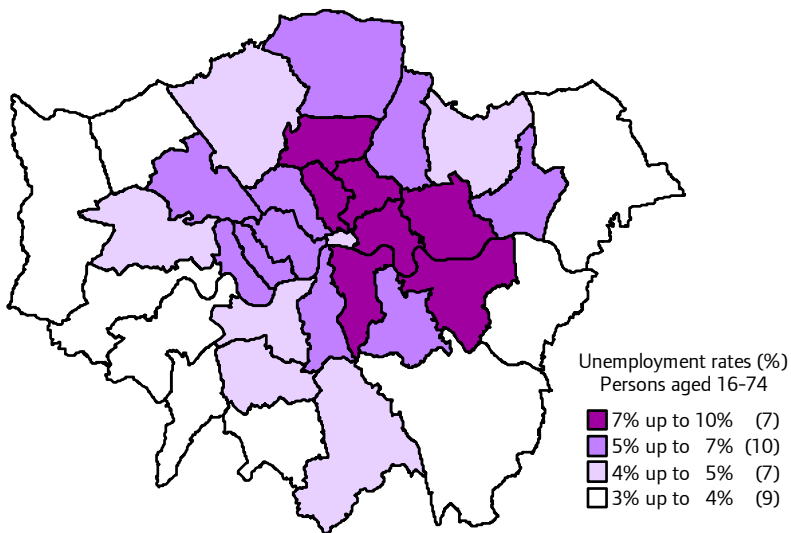 Unemployment rates (%)
Persons aged 16-74
7% up to 10% (7)
5% up to 7% (10)
4% up to 5% (7)
3% up to 4% (9)